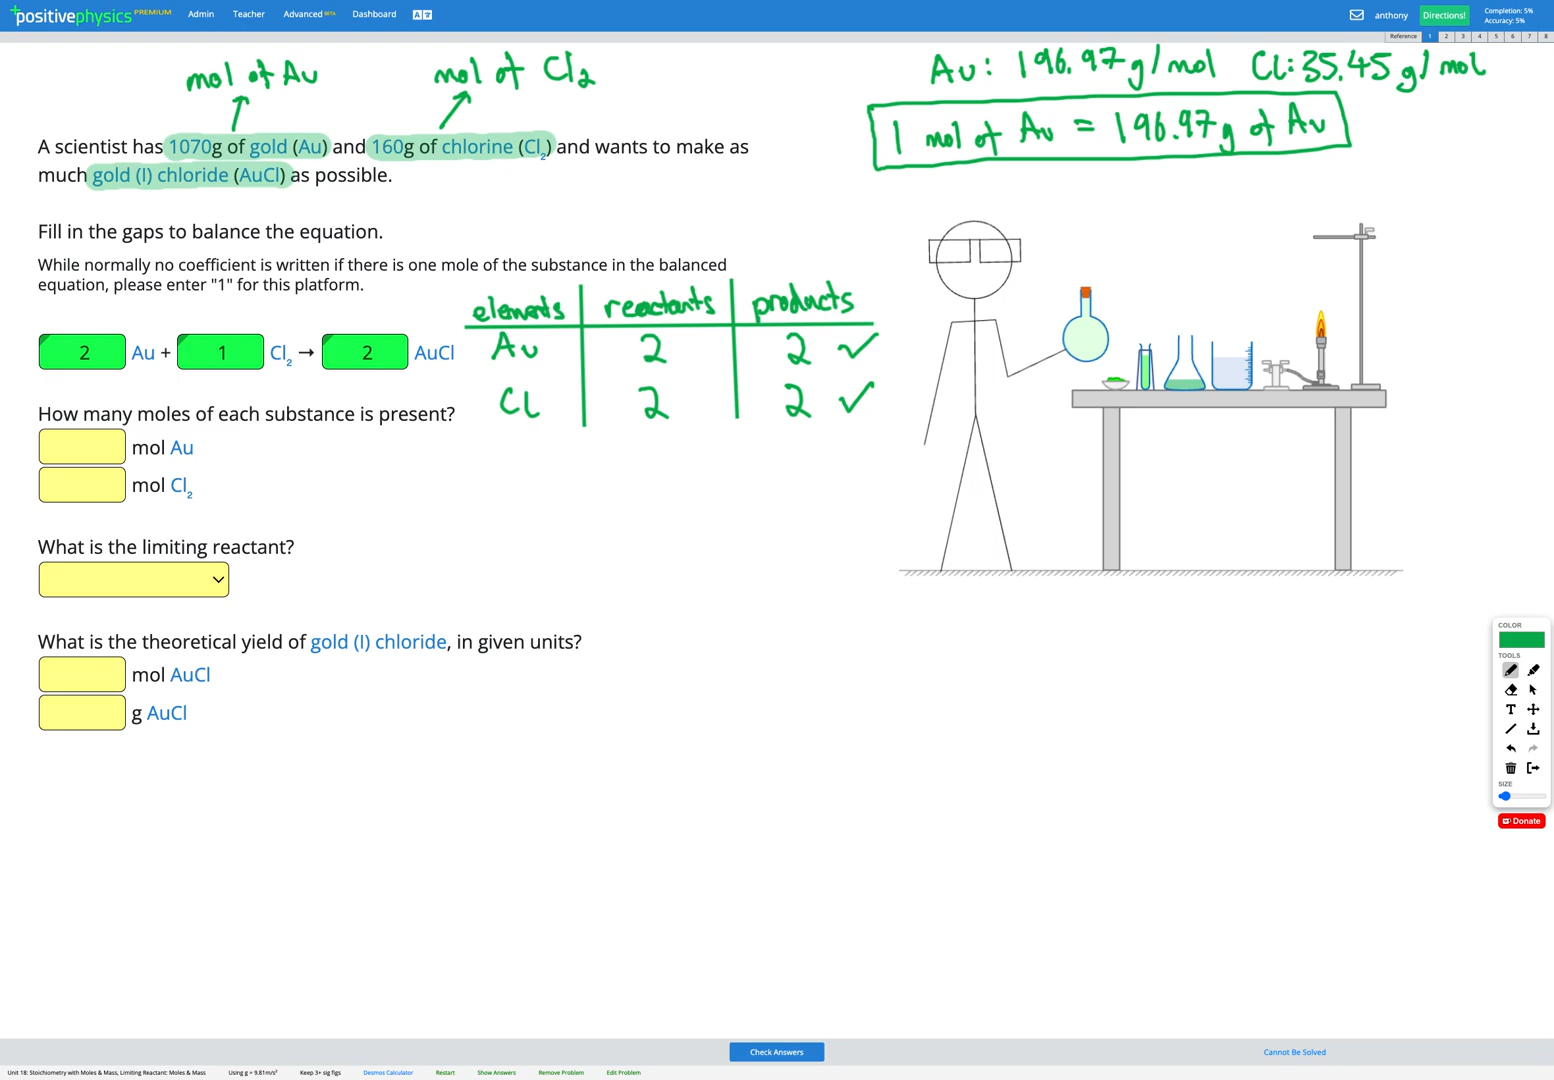 +positivephysics PREMIUM Admin Teacher Advanced BETA Dashboard A anthony Directions! Completion: 5%
Accuracy: 5%
Reference 1 2 3 4 5 6 7 8
mol of Au mol of Cl2 Au: 196.97 g/mol Cl: 35.45 g/mol
1 mol of Au = 196.97 g of Au
A scientist has 1070g of gold (Au) and 160g of chlorine (Cl₂) and wants to make as
much gold (I) chloride (AuCl) as possible.
Fill in the gaps to balance the equation.
While normally no coefficient is written if there is one mole of the substance in the balanced
equation, please enter "1" for this platform.
elements reactants products
Au 2 2 ✓
Cl 2 2 ✓
2 Au + 1 Cl₂ → 2 AuCl
How many moles of each substance is present?
mol Au
mol Cl₂
What is the limiting reactant?
What is the theoretical yield of gold (I) chloride, in given units?
mol AuCl
g AuCl
COLOR
TOOLS
T
SIZE
Donate
Check Answers Cannot Be Solved
Unit 18: Stoichiometry with Moles & Mass, Limiting Reactant: Moles & Mass Using g = 9.81m/s² Keep 3+ sig figs Desmos Calculator Restart Show Answers Remove Problem Edit Problem